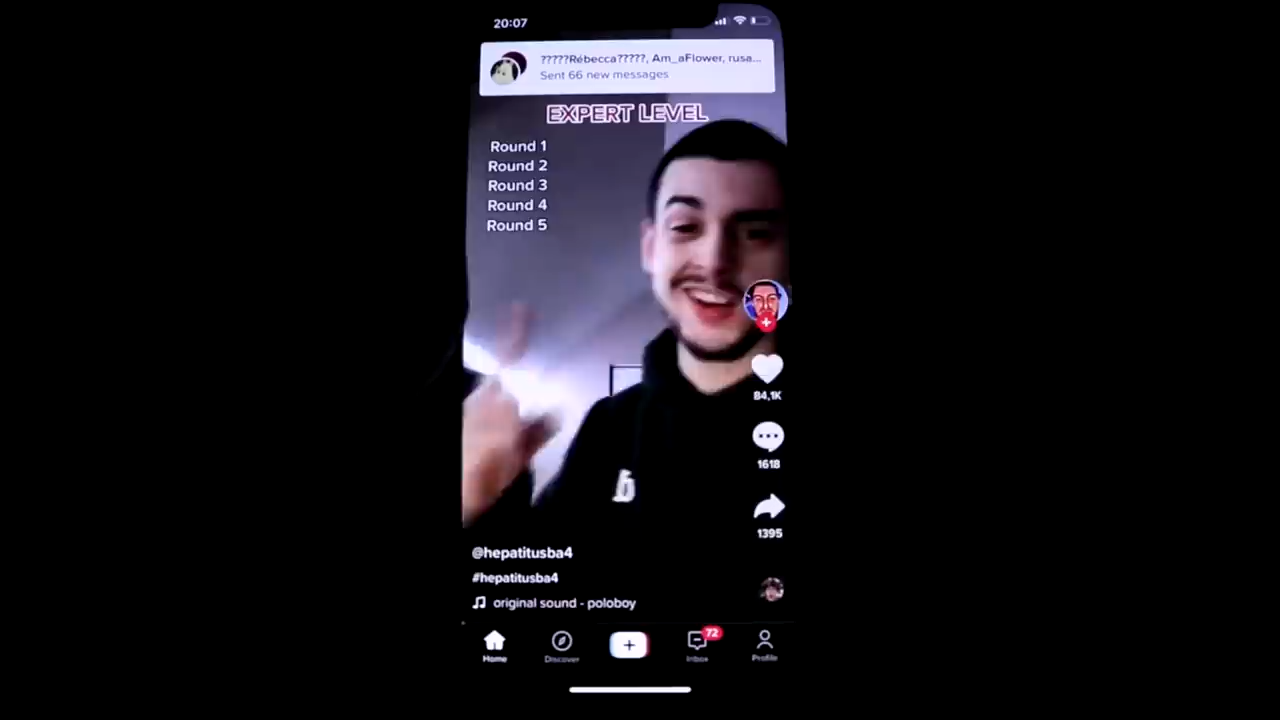 20:07
?????Rébecca?????, Am_aFlower, rusa...
Sent 66 new messages
EXPERT LEVEL
Round 1
Round 2
Round 3
Round 4
Round 5
84,1K
1618
1395
@hepatitusba4
#hepatitusba4
original sound - poloboy
72
Home
Discover
Inbox
Profile